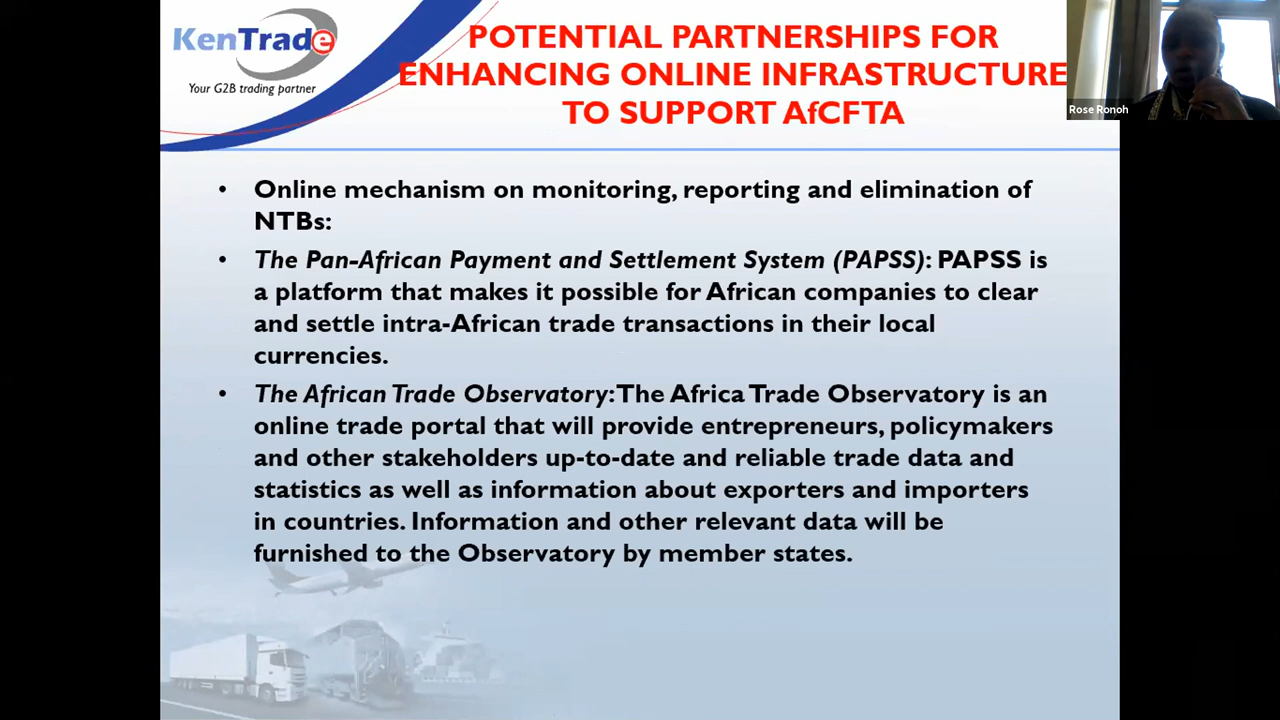 KenTrade
Your G2B trading partner
POTENTIAL PARTNERSHIPS FOR
ENHANCING ONLINE INFRASTRUCTURE
TO SUPPORT AfCFTA
Rose Ronoh
• Online mechanism on monitoring, reporting and elimination of
NTBs:
• The Pan-African Payment and Settlement System (PAPSS): PAPSS is
a platform that makes it possible for African companies to clear
and settle intra-African trade transactions in their local
currencies.
• The African Trade Observatory: The Africa Trade Observatory is an
online trade portal that will provide entrepreneurs, policymakers
and other stakeholders up-to-date and reliable trade data and
statistics as well as information about exporters and importers
in countries. Information and other relevant data will be
furnished to the Observatory by member states.